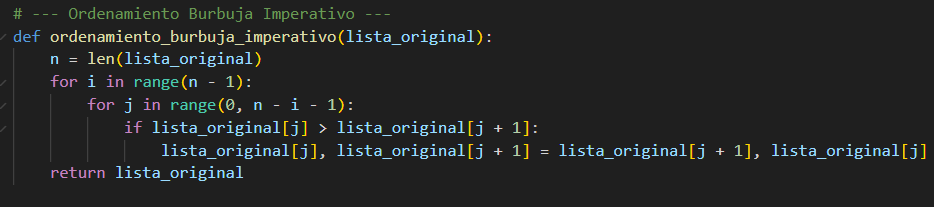 # --- Ordenamiento Burbuja Imperativo ---
def ordenamiento_burbuja_imperativo(lista_original):
    n = len(lista_original)
    for i in range(n - 1):
        for j in range(0, n - i - 1):
            if lista_original[j] > lista_original[j + 1]:
                lista_original[j], lista_original[j + 1] = lista_original[j + 1], lista_original[j]
    return lista_original